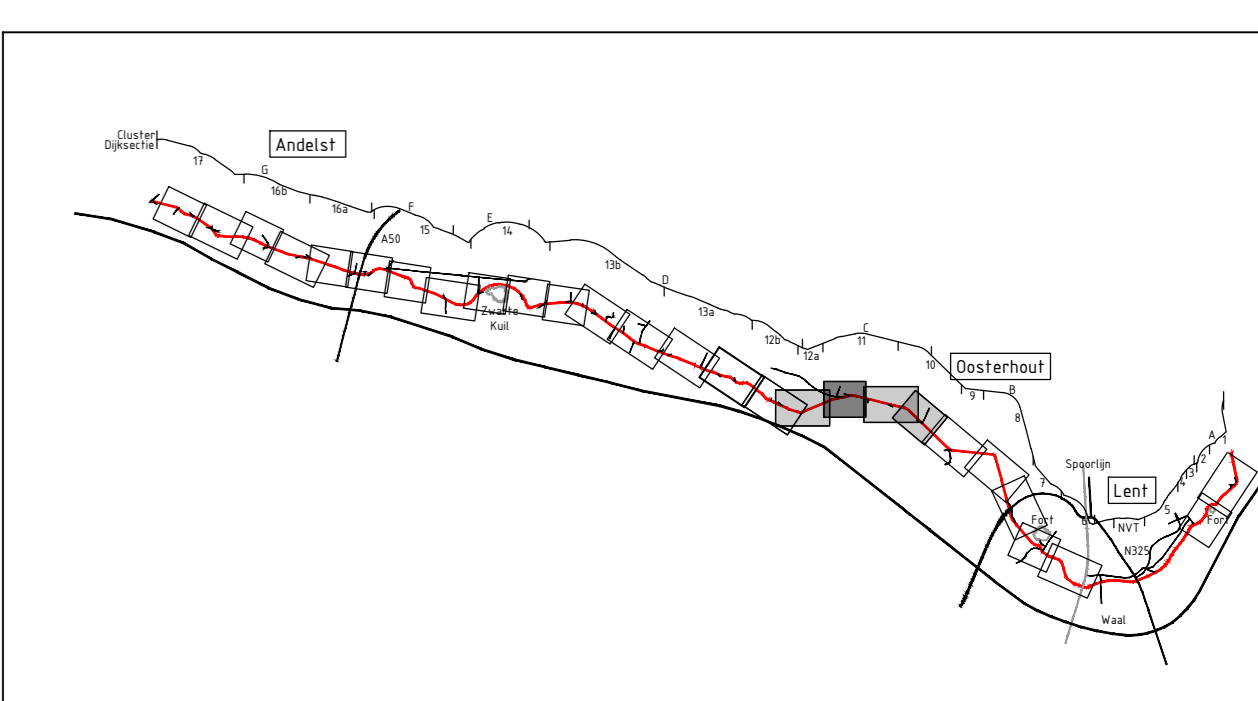 Cluster
Dijksectie
Andelst
17
G
16b
16a
F
A50
15
E
14
13b
D
13a
Zwarte
Kuil
12b
12a
C
11
10
Oosterhout
9
B
8
7
Spoorlijn
Lent
A
1
2
3
4
5
6
NVT
Fort
Fort
N325
Waal